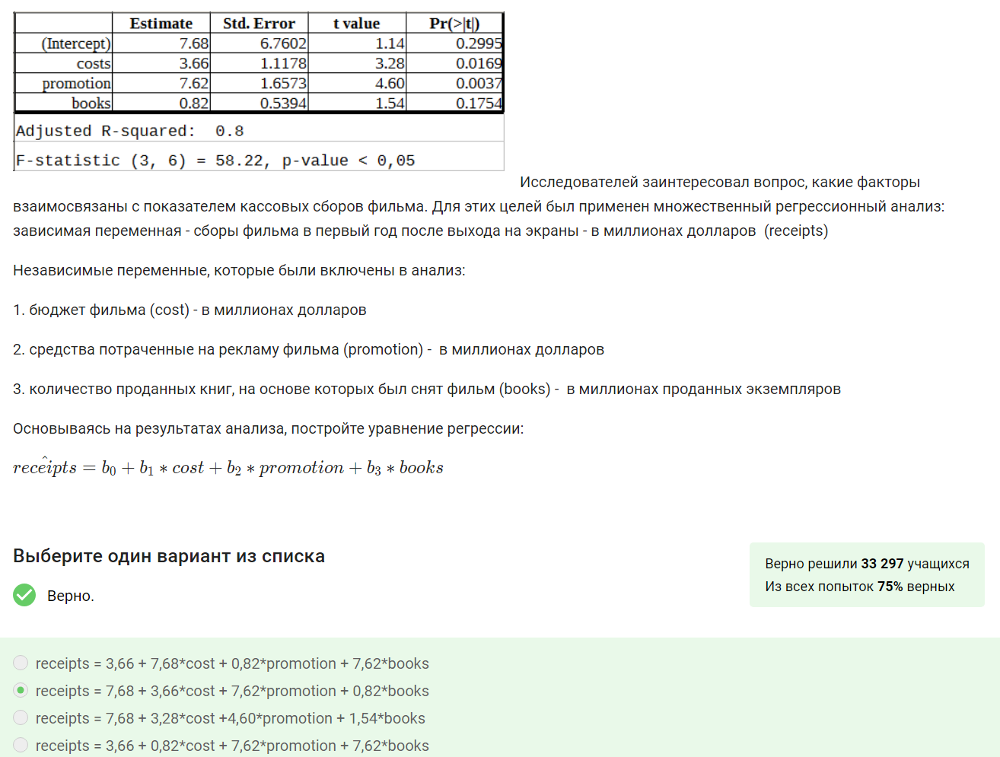 Estimate Std. Error t value Pr(>|t|)
(Intercept) 7.68 6.7602 1.14 0.2995
costs 3.66 1.1178 3.28 0.0169
promotion 7.62 1.6573 4.60 0.0037
books 0.82 0.5394 1.54 0.1754
Adjusted R-squared: 0.8
F-statistic (3, 6) = 58.22, p-value < 0,05
Исследователей заинтересовал вопрос, какие факторы
взаимосвязаны с показателем кассовых сборов фильма. Для этих целей был применен множественный регрессионный анализ:
зависимая переменная - сборы фильма в первый год после выхода на экраны - в миллионах долларов (receipts)
Независимые переменные, которые были включены в анализ:
1. бюджет фильма (cost) - в миллионах долларов
2. средства потраченные на рекламу фильма (promotion) - в миллионах долларов
3. количество проданных книг, на основе которых был снят фильм (books) - в миллионах проданных экземпляров
Основываясь на результатах анализа, постройте уравнение регрессии:
receîpts = b₀ + b₁ * cost + b₂ * promotion + b₃ * books
Выберите один вариант из списка
Верно решили 33 297 учащихся
Из всех попыток 75% верных
Верно.
receipts = 3,66 + 7,68*cost + 0,82*promotion + 7,62*books
receipts = 7,68 + 3,66*cost + 7,62*promotion + 0,82*books
receipts = 7,68 + 3,28*cost +4,60*promotion + 1,54*books
receipts = 3,66 + 0,82*cost + 7,62*promotion + 7,62*books